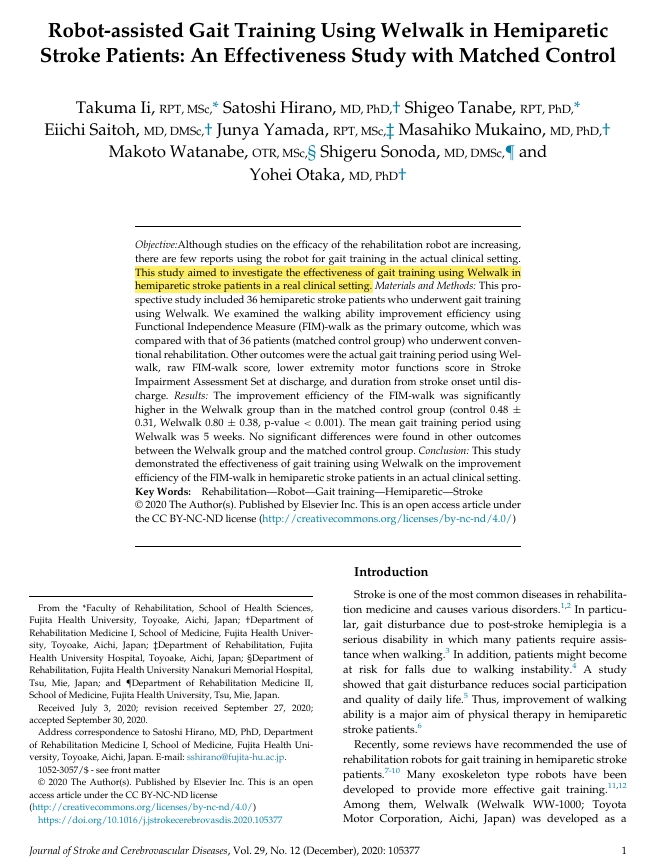 Robot-assisted Gait Training Using Welwalk in Hemiparetic
Stroke Patients: An Effectiveness Study with Matched Control
Takuma Ii, RPT, MSc,* Satoshi Hirano, MD, PhD,† Shigeo Tanabe, RPT, PhD,*
Eiichi Saitoh, MD, DMSc,† Junya Yamada, RPT, MSc,‡ Masahiko Mukaino, MD, PhD,†
Makoto Watanabe, OTR, MSc,§ Shigeru Sonoda, MD, DMSc,¶ and
Yohei Otaka, MD, PhD†
Objective:Although studies on the efficacy of the rehabilitation robot are increasing,
there are few reports using the robot for gait training in the actual clinical setting.
This study aimed to investigate the effectiveness of gait training using Welwalk in
hemiparetic stroke patients in a real clinical setting. Materials and Methods: This pro-
spective study included 36 hemiparetic stroke patients who underwent gait training
using Welwalk. We examined the walking ability improvement efficiency using
Functional Independence Measure (FIM)-walk as the primary outcome, which was
compared with that of 36 patients (matched control group) who underwent conven-
tional rehabilitation. Other outcomes were the actual gait training period using Wel-
walk, raw FIM-walk score, lower extremity motor functions score in Stroke
Impairment Assessment Set at discharge, and duration from stroke onset until dis-
charge. Results: The improvement efficiency of the FIM-walk was significantly
higher in the Welwalk group than in the matched control group (control 0.48 ±
0.31, Welwalk 0.80 ± 0.38, p-value < 0.001). The mean gait training period using
Welwalk was 5 weeks. No significant differences were found in other outcomes
between the Welwalk group and the matched control group. Conclusion: This study
demonstrated the effectiveness of gait training using Welwalk on the improvement
efficiency of the FIM-walk in hemiparetic stroke patients in an actual clinical setting.
Key Words: Rehabilitation—Robot—Gait training—Hemiparetic—Stroke
© 2020 The Author(s). Published by Elsevier Inc. This is an open access article under
the CC BY-NC-ND license (http://creativecommons.org/licenses/by-nc-nd/4.0/)
From the *Faculty of Rehabilitation, School of Health Sciences,
Fujita Health University, Toyoake, Aichi, Japan; †Department of
Rehabilitation Medicine I, School of Medicine, Fujita Health Univer-
sity, Toyoake, Aichi, Japan; ‡Department of Rehabilitation, Fujita
Health University Hospital, Toyoake, Aichi, Japan; §Department of
Rehabilitation, Fujita Health University Nanakuri Memorial Hospital,
Tsu, Mie, Japan; and ¶Department of Rehabilitation Medicine II,
School of Medicine, Fujita Health University, Tsu, Mie, Japan.
Received July 3, 2020; revision received September 27, 2020;
accepted September 30, 2020.
Address correspondence to Satoshi Hirano, MD, PhD, Department
of Rehabilitation Medicine I, School of Medicine, Fujita Health Uni-
versity, Toyoake, Aichi, Japan. E-mail: sshirano@fujita-hu.ac.jp.
1052-3057/$ - see front matter
© 2020 The Author(s). Published by Elsevier Inc. This is an open
access article under the CC BY-NC-ND license
(http://creativecommons.org/licenses/by-nc-nd/4.0/)
https://doi.org/10.1016/j.jstrokecerebrovasdis.2020.105377
Introduction
Stroke is one of the most common diseases in rehabilita-
tion medicine and causes various disorders.1,2 In particu-
lar, gait disturbance due to post-stroke hemiplegia is a
serious disability in which many patients require assis-
tance when walking.3 In addition, patients might become
at risk for falls due to walking instability.4 A study
showed that gait disturbance reduces social participation
and quality of daily life.5 Thus, improvement of walking
ability is a major aim of physical therapy in hemiparetic
stroke patients.6
Recently, some reviews have recommended the use of
rehabilitation robots for gait training in hemiparetic stroke
patients.7-10 Many exoskeleton type robots have been
developed to provide more effective gait training.11,12
Among them, Welwalk (Welwalk WW-1000; Toyota
Motor Corporation, Aichi, Japan) was developed as a
Journal of Stroke and Cerebrovascular Diseases, Vol. 29, No. 12 (December), 2020: 105377
1